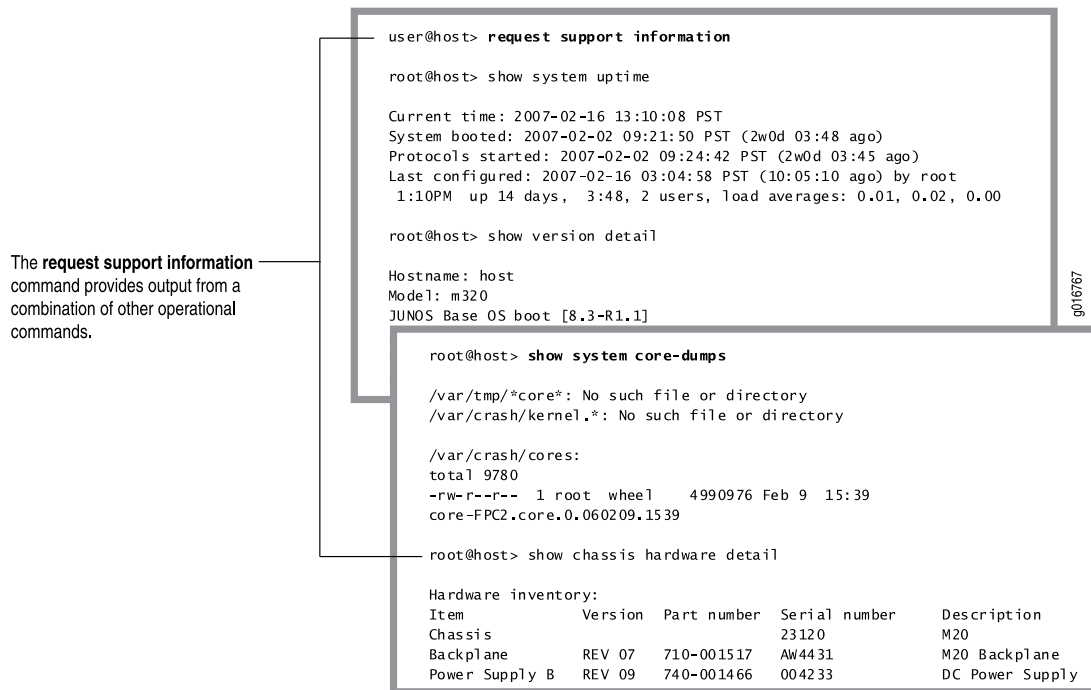 user@host> request support information
root@host> show system uptime
Current time: 2007-02-16 13:10:08 PST
System booted: 2007-02-02 09:21:50 PST (2w0d 03:48 ago)
Protocols started: 2007-02-02 09:24:42 PST (2w0d 03:45 ago)
Last configured: 2007-02-16 03:04:58 PST (10:05:10 ago) by root
1:10PM up 14 days, 3:48, 2 users, load averages: 0.01, 0.02, 0.00
root@host> show version detail
Hostname: host
Model: m320
JUNOS Base OS boot [8.3-R1.1]
The request support information
command provides output from a
combination of other operational
commands.
g016767
root@host> show system core-dumps
/var/tmp/*core*: No such file or directory
/var/crash/kernel.*: No such file or directory
/var/crash/cores:
total 9780
-rw-r--r-- 1 root wheel 4990976 Feb 9 15:39
core-FPC2.core.0.060209.1539
root@host> show chassis hardware detail
Hardware inventory:
Item Version Part number Serial number Description
Chassis 23120 M20
Backplane REV 07 710-001517 AW4431 M20 Backplane
Power Supply B REV 09 740-001466 004233 DC Power Supply